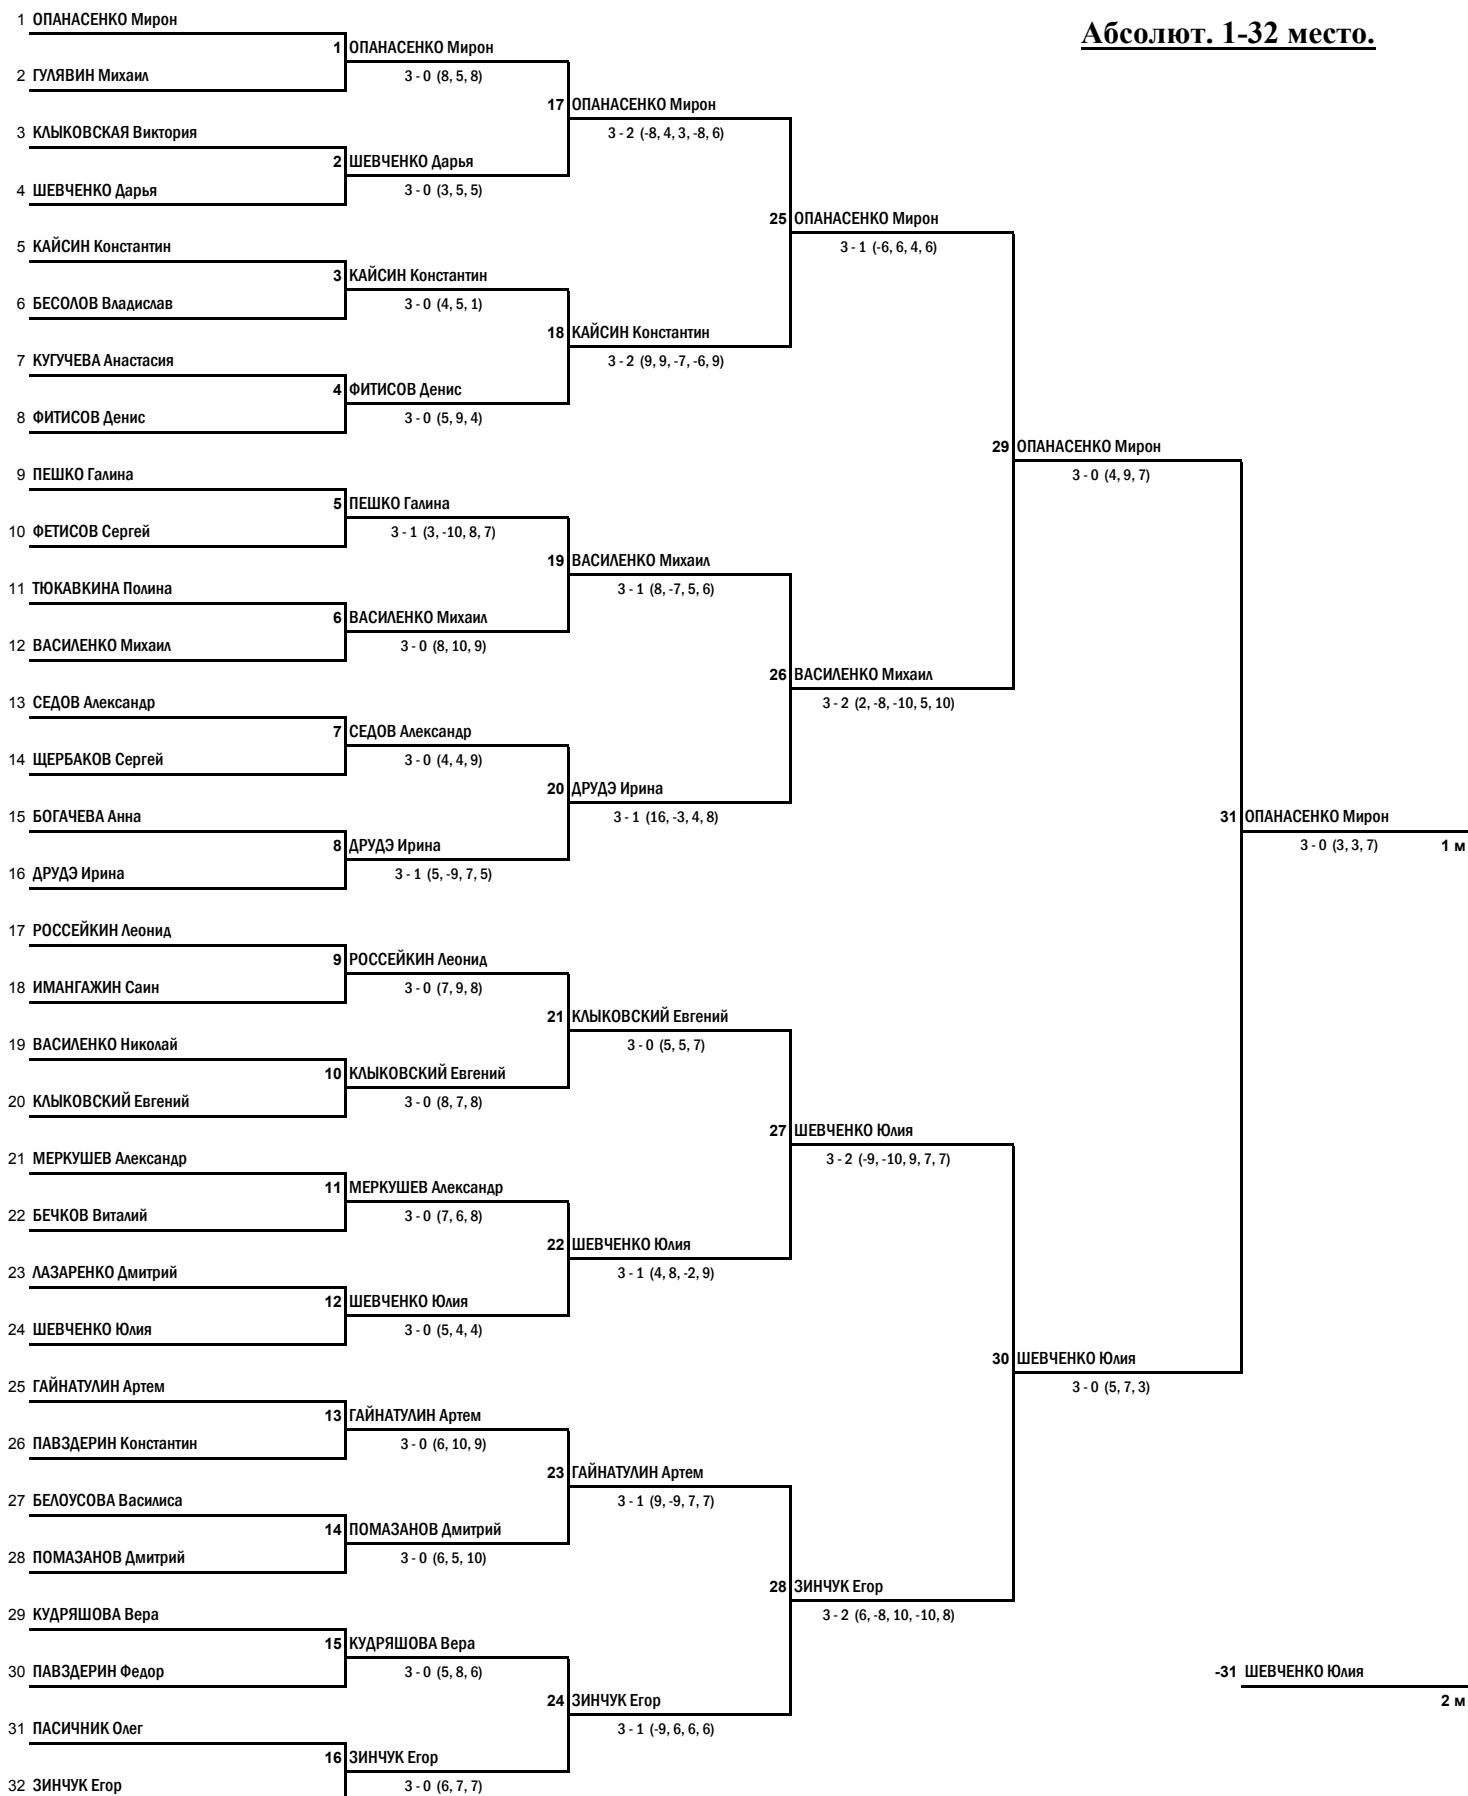 Абсолют. 1-32 место.
1 ОПАНАСЕНКО Мирон
1 ОПАНАСЕНКО Мирон
2 ГУЛЯВИН Михаил
3 - 0 (8, 5, 8)
17 ОПАНАСЕНКО Мирон
3 КЛЫКОВСКАЯ Виктория
3 - 2 (-8, 4, 3, -8, 6)
2 ШЕВЧЕНКО Дарья
4 ШЕВЧЕНКО Дарья
3 - 0 (3, 5, 5)
25 ОПАНАСЕНКО Мирон
5 КАЙСИН Константин
3 - 1 (-6, 6, 4, 6)
3 КАЙСИН Константин
6 БЕСОЛОВ Владислав
3 - 0 (4, 5, 1)
18 КАЙСИН Константин
7 КУГУЧЕВА Анастасия
3 - 2 (9, 9, -7, -6, 9)
4 ФИТИСОВ Денис
8 ФИТИСОВ Денис
3 - 0 (5, 9, 4)
29 ОПАНАСЕНКО Мирон
9 ПЕШКО Галина
3 - 0 (4, 9, 7)
5 ПЕШКО Галина
10 ФЕТИСОВ Сергей
3 - 1 (3, -10, 8, 7)
19 ВАСИЛЕНКО Михаил
11 ТЮКАВКИНА Полина
3 - 1 (8, -7, 5, 6)
6 ВАСИЛЕНКО Михаил
12 ВАСИЛЕНКО Михаил
3 - 0 (8, 10, 9)
26 ВАСИЛЕНКО Михаил
13 СЕДОВ Александр
3 - 2 (2, -8, -10, 5, 10)
7 СЕДОВ Александр
14 ЩЕРБАКОВ Сергей
3 - 0 (4, 4, 9)
20 ДРУДЭ Ирина
15 БОГАЧЕВА Анна
3 - 1 (16, -3, 4, 8)
31 ОПАНАСЕНКО Мирон
8 ДРУДЭ Ирина
3 - 0 (3, 3, 7) 1 м
16 ДРУДЭ Ирина
3 - 1 (5, -9, 7, 5)
17 РОССЕЙКИН Леонид
9 РОССЕЙКИН Леонид
18 ИМАНГАЖИН Саин
3 - 0 (7, 9, 8)
21 КЛЫКОВСКИЙ Евгений
19 ВАСИЛЕНКО Николай
3 - 0 (5, 5, 7)
10 КЛЫКОВСКИЙ Евгений
20 КЛЫКОВСКИЙ Евгений
3 - 0 (8, 7, 8)
27 ШЕВЧЕНКО Юлия
21 МЕРКУШЕВ Александр
3 - 2 (-9, -10, 9, 7, 7)
11 МЕРКУШЕВ Александр
22 БЕЧКОВ Виталий
3 - 0 (7, 6, 8)
22 ШЕВЧЕНКО Юлия
23 ЛАЗАРЕНКО Дмитрий
3 - 1 (4, 8, -2, 9)
12 ШЕВЧЕНКО Юлия
24 ШЕВЧЕНКО Юлия
3 - 0 (5, 4, 4)
30 ШЕВЧЕНКО Юлия
25 ГАЙНАТУЛИН Артем
3 - 0 (5, 7, 3)
13 ГАЙНАТУЛИН Артем
26 ПАВЗДЕРИН Константин
3 - 0 (6, 10, 9)
23 ГАЙНАТУЛИН Артем
27 БЕЛОУСОВА Василиса
3 - 1 (9, -9, 7, 7)
14 ПОМАЗАНОВ Дмитрий
28 ПОМАЗАНОВ Дмитрий
3 - 0 (6, 5, 10)
28 ЗИНЧУК Егор
29 КУДРЯШОВА Вера
3 - 2 (6, -8, 10, -10, 8)
15 КУДРЯШОВА Вера
30 ПАВЗДЕРИН Федор
3 - 0 (5, 8, 6)
-31 ШЕВЧЕНКО Юлия
24 ЗИНЧУК Егор
2 м
31 ПАСИЧНИК Олег
3 - 1 (-9, 6, 6, 6)
16 ЗИНЧУК Егор
32 ЗИНЧУК Егор
3 - 0 (6, 7, 7)